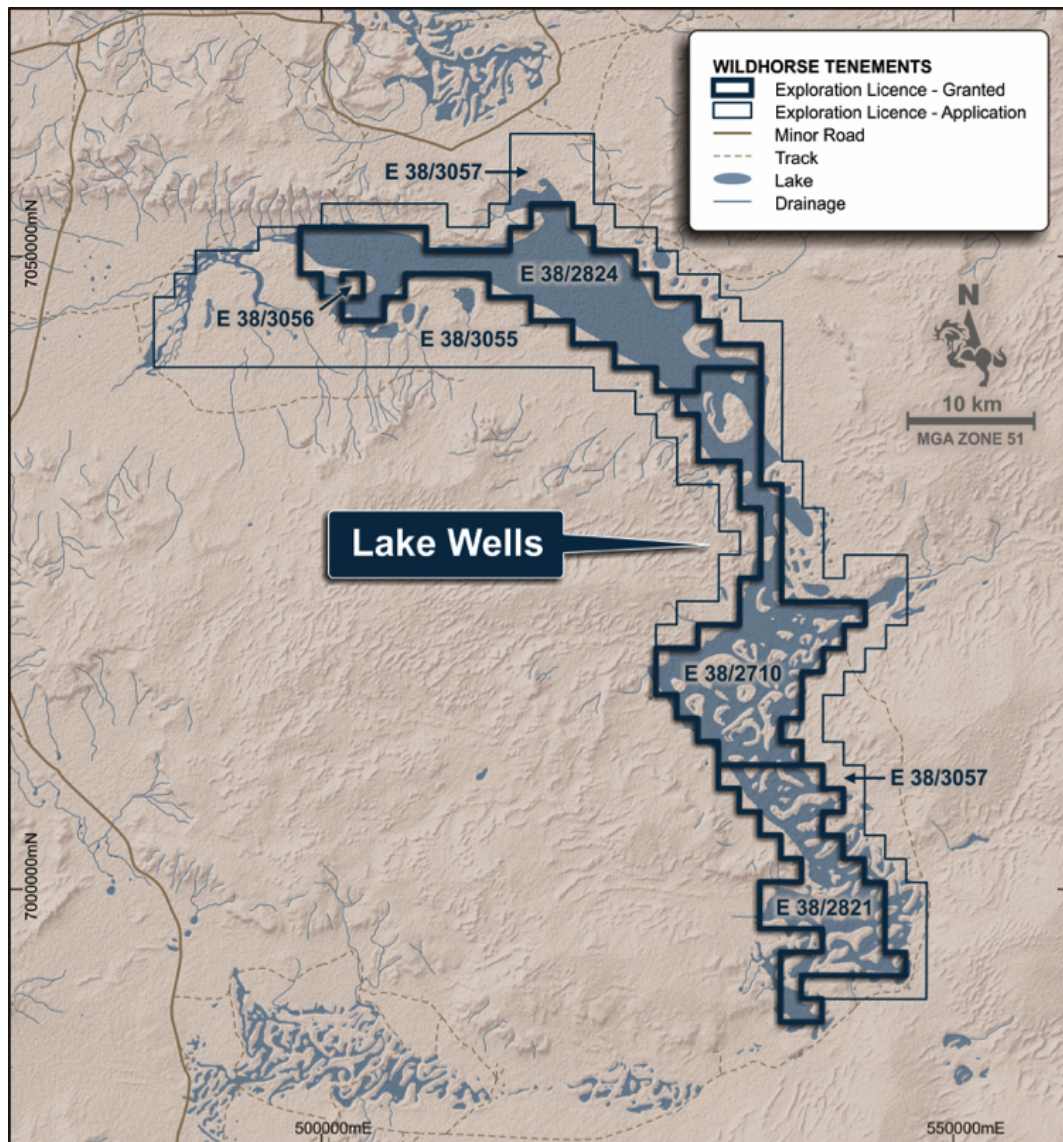 WILDHORSE TENEMENTS
Exploration Licence - Granted
Exploration Licence - Application
Minor Road
Track
Lake
Drainage
E 38/3057
7050000mN
E 38/2824
E 38/3056
E 38/3055
N
10 km
MGA ZONE 51
Lake Wells
E 38/2710
E 38/3057
7000000mN
E 38/2821
500000mE
550000mE